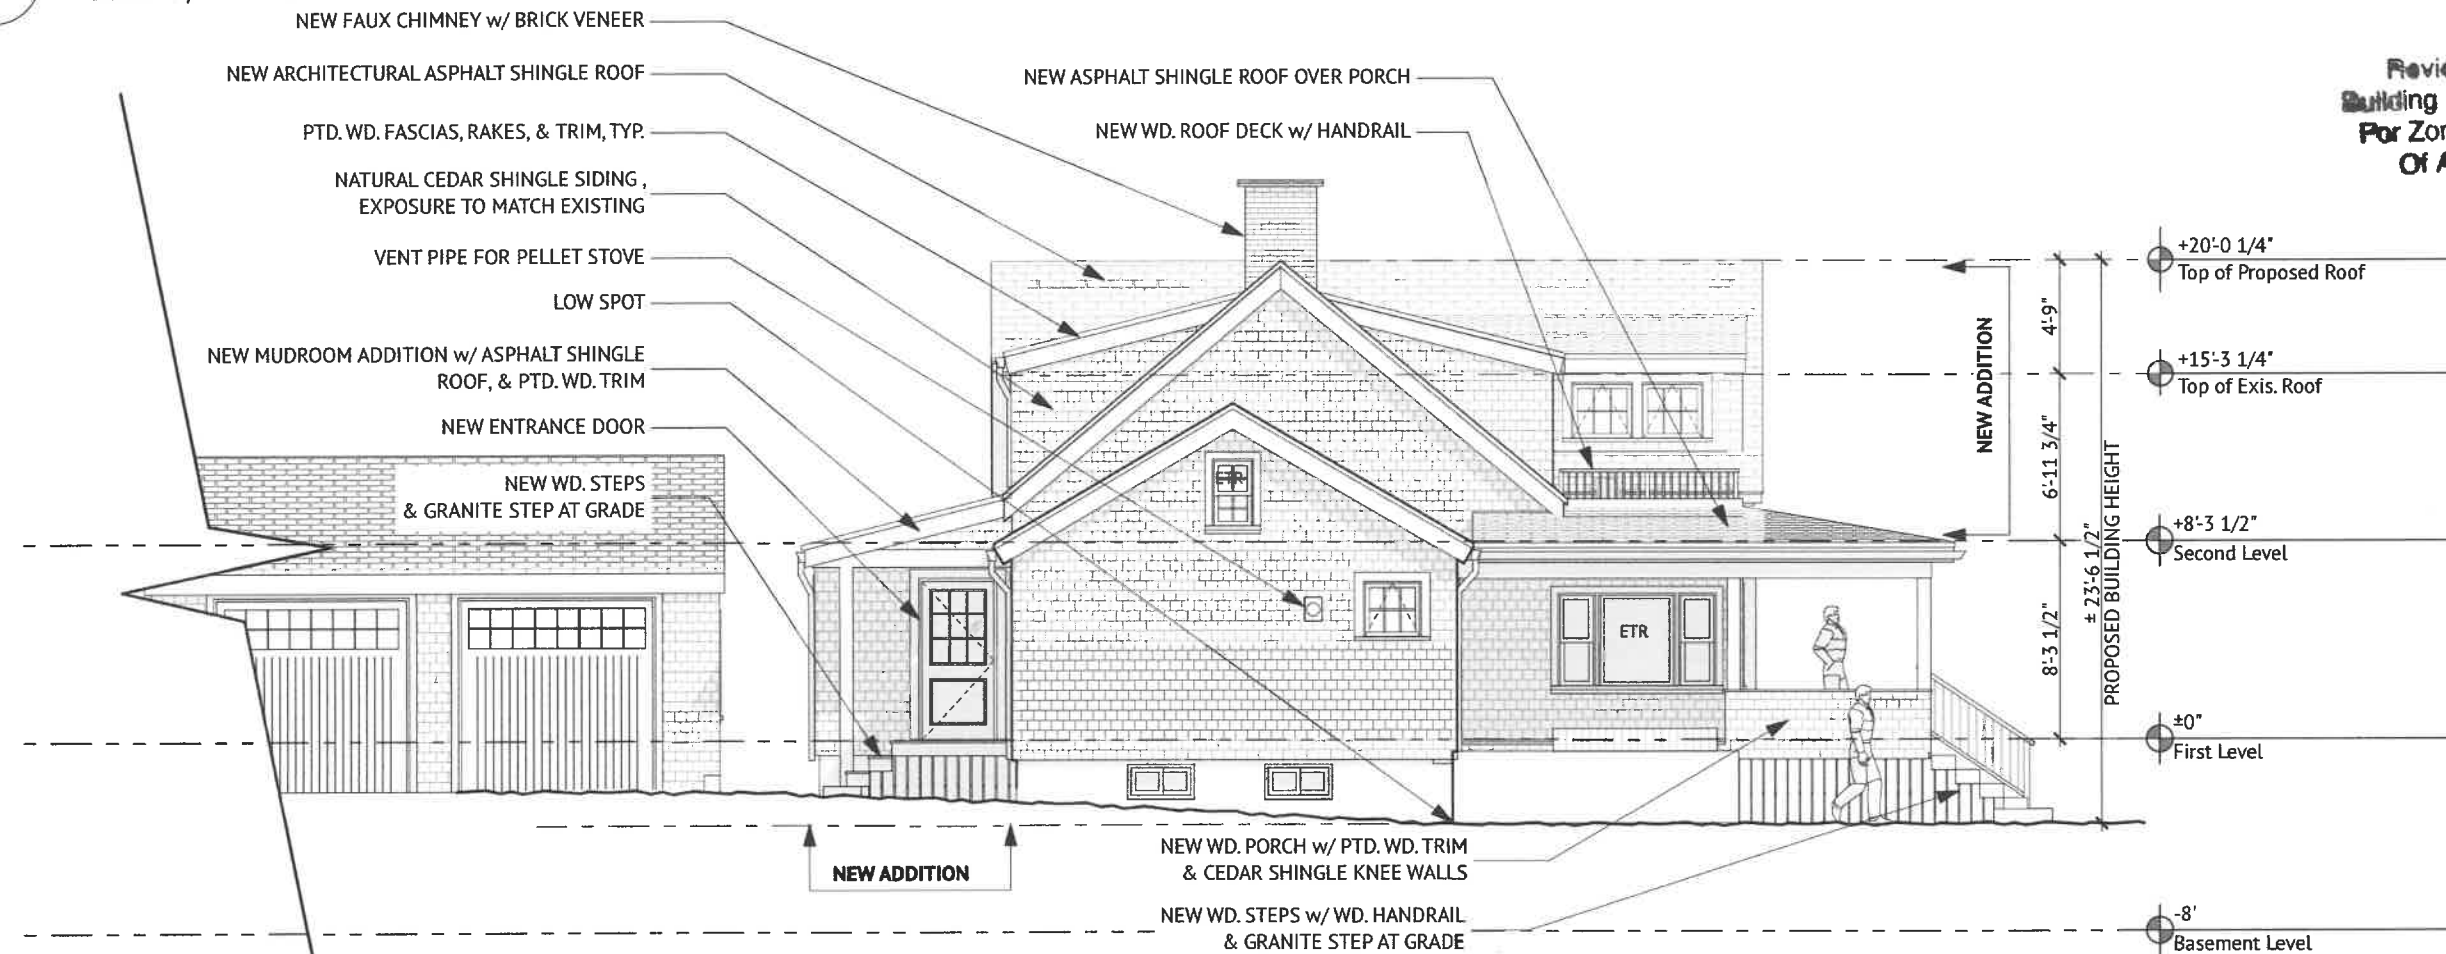 NEW FAUX CHIMNEY w/ BRICK VENEER
NEW ARCHITECTURAL ASPHALT SHINGLE ROOF
PTD. WD. FASCIAS, RAKES, & TRIM, TYP.
NATURAL CEDAR SHINGLE SIDING ,
EXPOSURE TO MATCH EXISTING
VENT PIPE FOR PELLET STOVE
LOW SPOT
NEW MUDROOM ADDITION w/ ASPHALT SHINGLE
ROOF, & PTD. WD. TRIM
NEW ENTRANCE DOOR
NEW WD. STEPS
& GRANITE STEP AT GRADE
NEW ASPHALT SHINGLE ROOF OVER PORCH
NEW WD. ROOF DECK w/ HANDRAIL
ETR
ETR
NEW ADDITION
NEW WD. PORCH w/ PTD. WD. TRIM
& CEDAR SHINGLE KNEE WALLS
NEW WD. STEPS w/ WD. HANDRAIL
& GRANITE STEP AT GRADE
NEW ADDITION
4'-9"
6'-11 3/4"
8'-3 1/2"
± 23'-6 1/2"
PROPOSED BUILDING HEIGHT
Building
Of
+20'-0 1/4"
Top of Proposed Roof
+15'-3 1/4"
Top of Exis. Roof
+8'-3 1/2"
Second Level
±0"
First Level
-8'
Basement Level